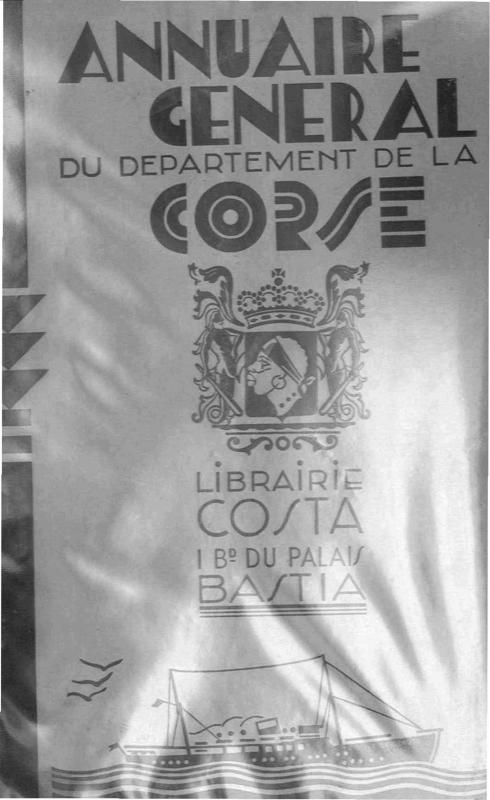 ANNUAIRE
GENERAL
DU DEPARTEMENT DE LA
CORSE
LIBRAIRIE
COSTA
1 Bᴰ DU PALAIS
BASTIA